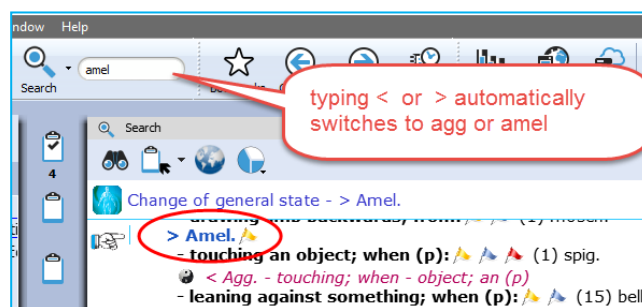 ndow Help
amel
Search
typing < or > automatically
switches to agg or amel
Search
4
Change of general state - > Amel.
> Amel.
- touching an object; when (p): (1) spig.
< Agg. - touching; when - object; an (p)
- leaning against something; when (p): (15) bell